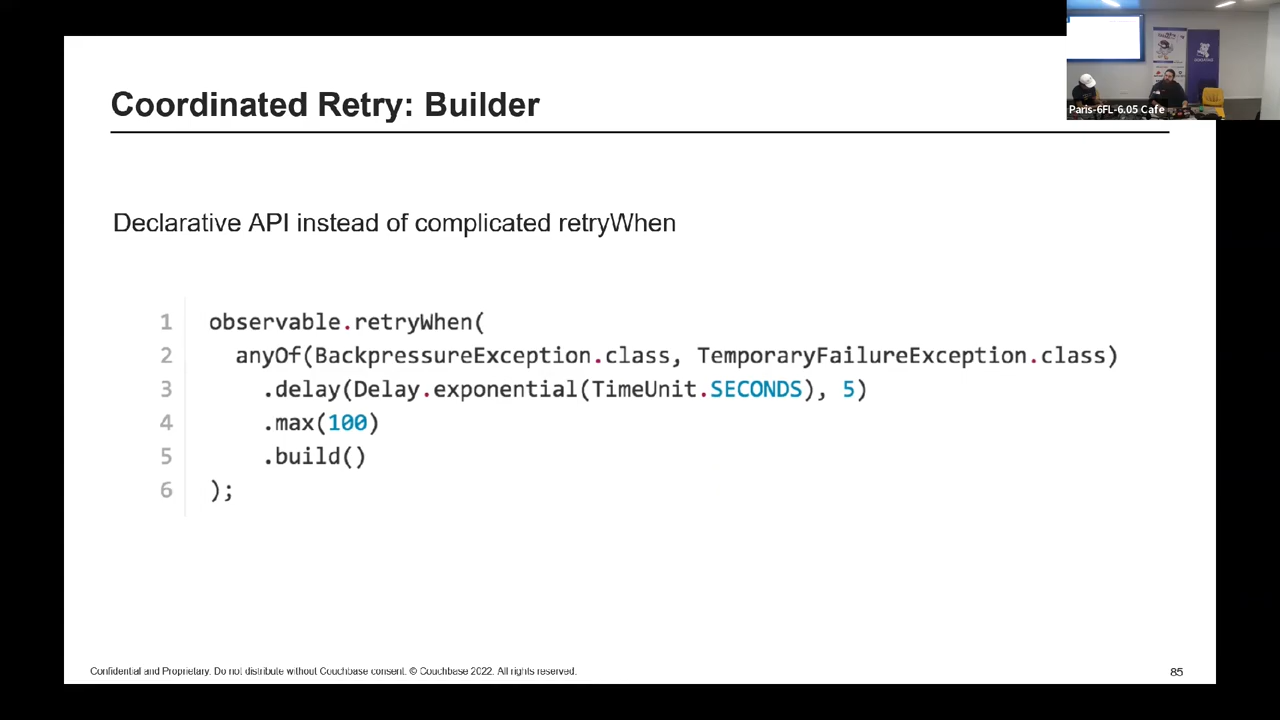 Coordinated Retry: Builder
Paris-6FL-6.05 Cafe
Declarative API instead of complicated retryWhen
1 observable.retryWhen(
2 anyOf(BackpressureException.class, TemporaryFailureException.class)
3 .delay(Delay.exponential(TimeUnit.SECONDS), 5)
4 .max(100)
5 .build()
6 );
Confidential and Proprietary. Do not distribute without Couchbase consent. © Couchbase 2022. All rights reserved.
85